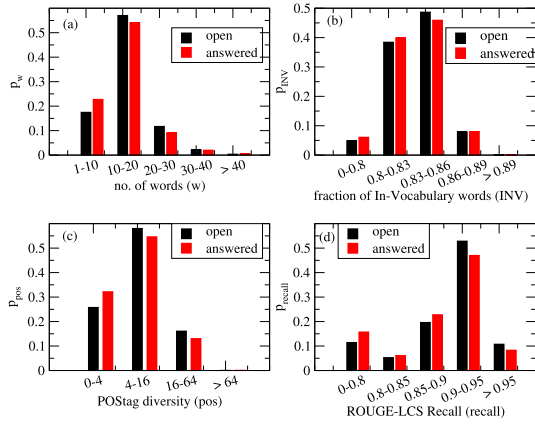 (a)
open
answered
0.5
0.4
0.3
0.2
0.1
0
p_w
1-10
10-20
20-30
30-40
> 40
no. of words (w)
(b)
open
answered
0.5
0.4
0.3
0.2
0.1
0
p_INV
0-0.8
0.8-0.83
0.83-0.86
0.86-0.89
> 0.89
fraction of In-Vocabulary words (INV)
(c)
open
answered
0.5
0.4
0.3
0.2
0.1
0
p_pos
0-4
4-16
16-64
> 64
POStag diversity (pos)
(d)
open
answered
0.5
0.4
0.3
0.2
0.1
0
p_recall
0-0.8
0.8-0.85
0.85-0.9
0.9-0.95
> 0.95
ROUGE-LCS Recall (recall)